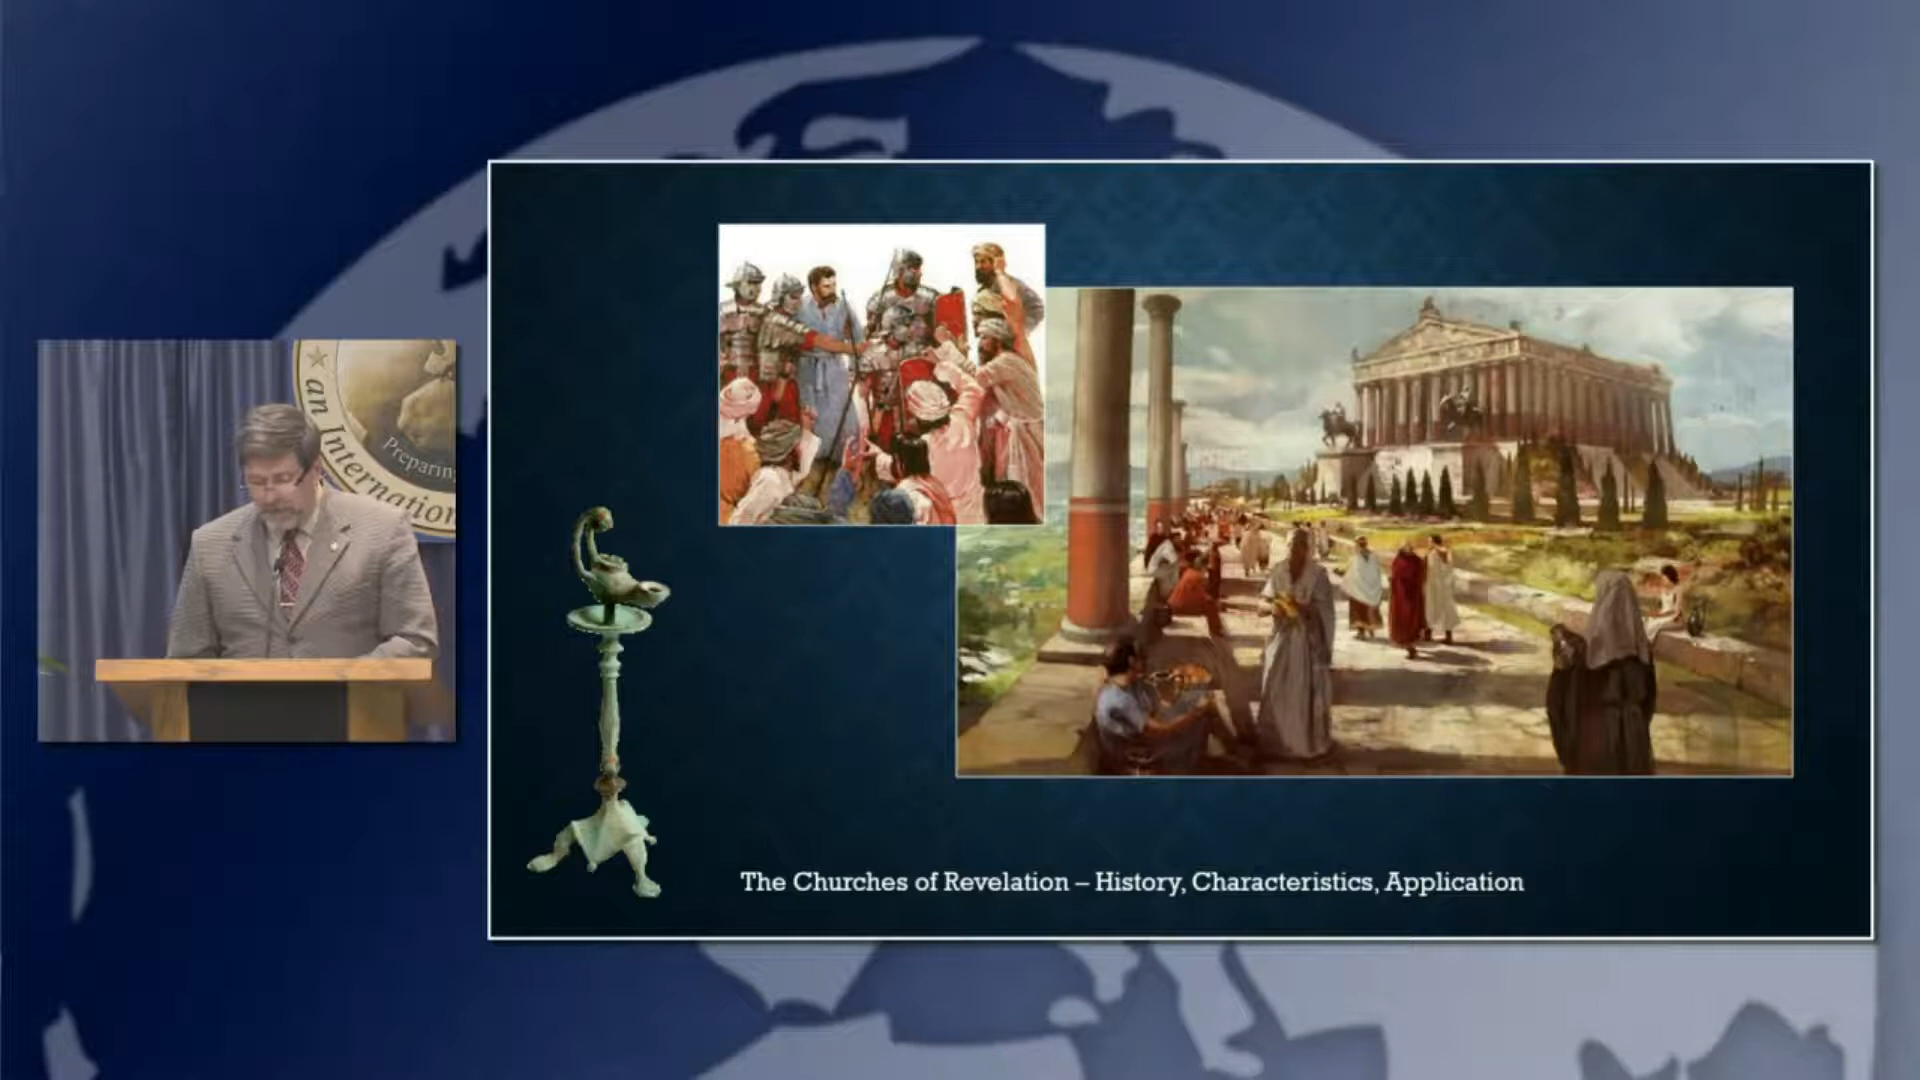 an Internation
Preparin
The Churches of Revelation – History, Characteristics, Application